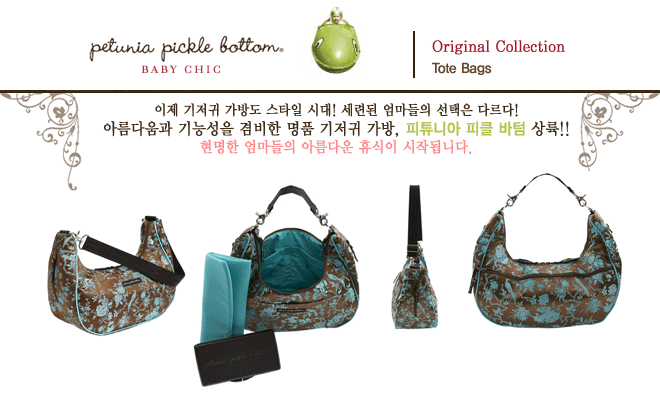 petunia pickle bottom®
BABY CHIC
Original Collection
Tote Bags
이제 기저귀 가방도 스타일 시대! 세련된 엄마들의 선택은 다르다!
아름다움과 기능성을 겸비한 명품 기저귀 가방, 피튜니아 피클 바텀 상륙!!
현명한 엄마들의 아름다운 휴식이 시작됩니다.
petunia pickle bottom